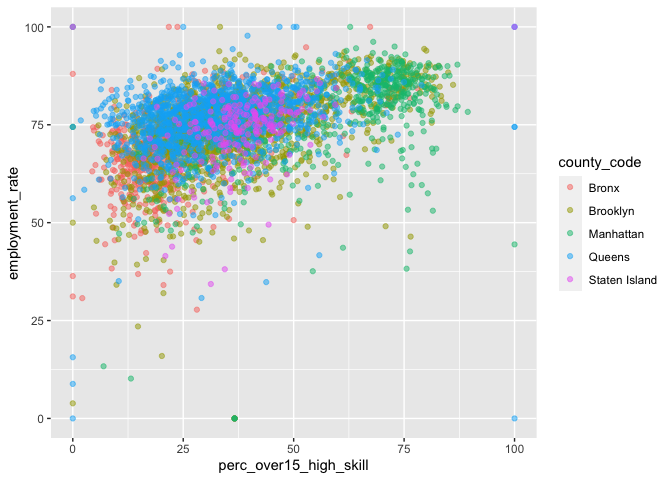 100
75
50
25
0
employment_rate
0
25
50
75
100
perc_over15_high_skill
county_code
Bronx
Brooklyn
Manhattan
Queens
Staten Island